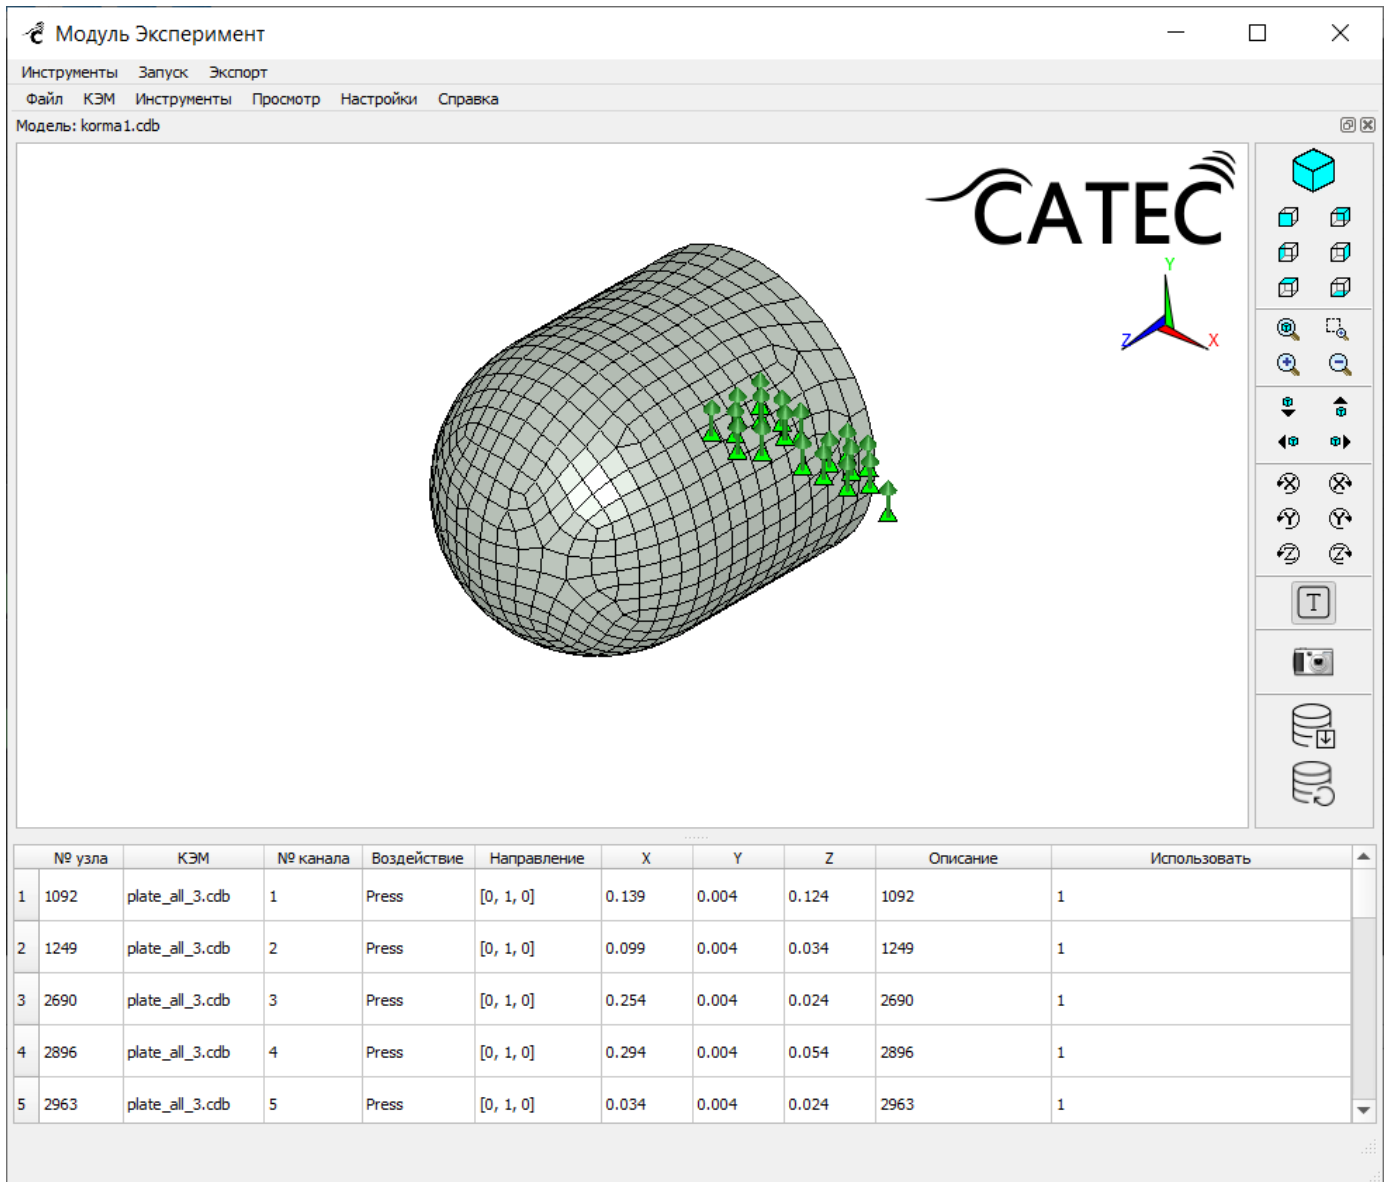 Модуль Эксперимент
Инструменты Запуск Экспорт
Файл КЭМ Инструменты Просмотр Настройки Справка
Модель: korma1.cdb
CATEC
Y
Z X
X X
Y Y
Z Z
T
№ узла КЭМ № канала Воздействие Направление X Y Z Описание Использовать
1 1092 plate_all_3.cdb 1 Press [0, 1, 0] 0.139 0.004 0.124 1092 1
2 1249 plate_all_3.cdb 2 Press [0, 1, 0] 0.099 0.004 0.034 1249 1
3 2690 plate_all_3.cdb 3 Press [0, 1, 0] 0.254 0.004 0.024 2690 1
4 2896 plate_all_3.cdb 4 Press [0, 1, 0] 0.294 0.004 0.054 2896 1
5 2963 plate_all_3.cdb 5 Press [0, 1, 0] 0.034 0.004 0.024 2963 1